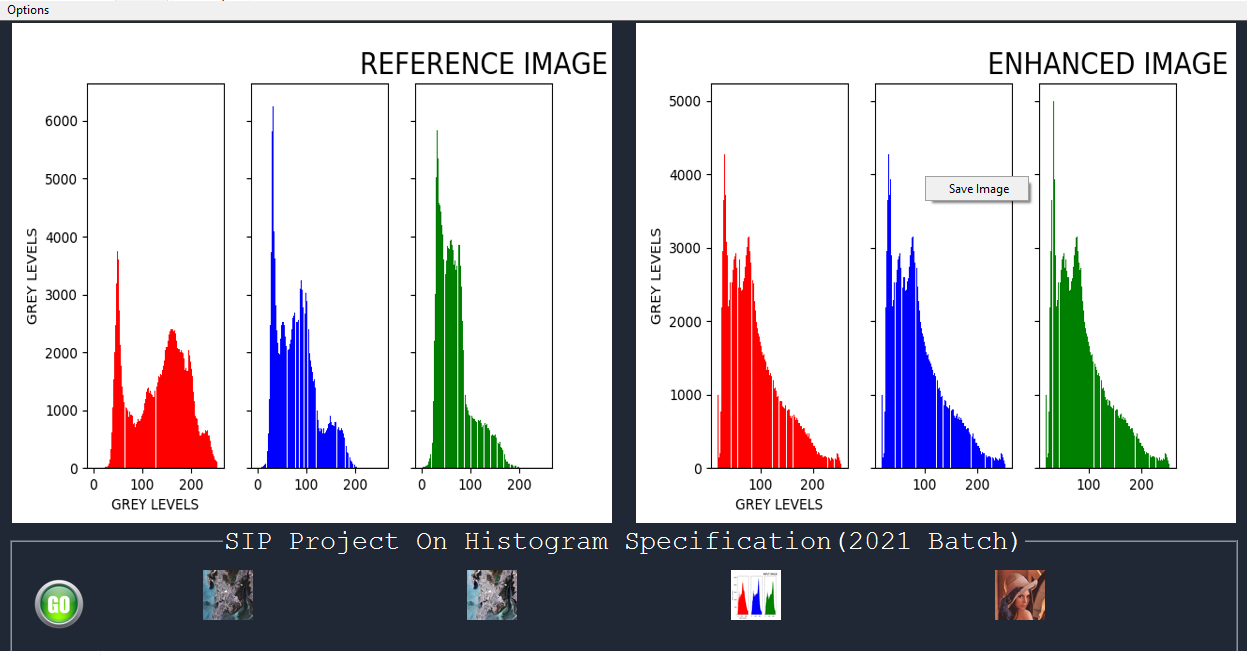 Options
REFERENCE IMAGE
6000
5000
4000
3000
2000
1000
0
GREY LEVELS
0 100 200
0 100 200
0 100 200
GREY LEVELS
ENHANCED IMAGE
5000
4000
3000
2000
1000
0
GREY LEVELS
Save Image
100 200
100 200
100 200
GREY LEVELS
SIP Project On Histogram Specification(2021 Batch)
GO